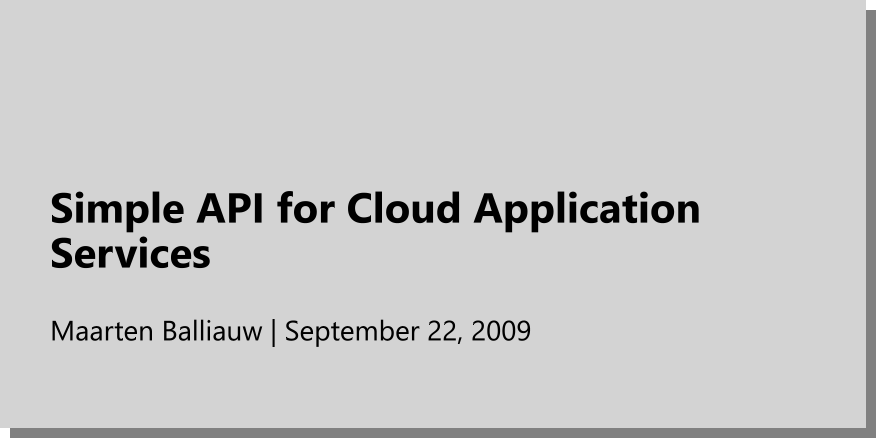 Simple API for Cloud Application
Services
Maarten Balliauw | September 22, 2009